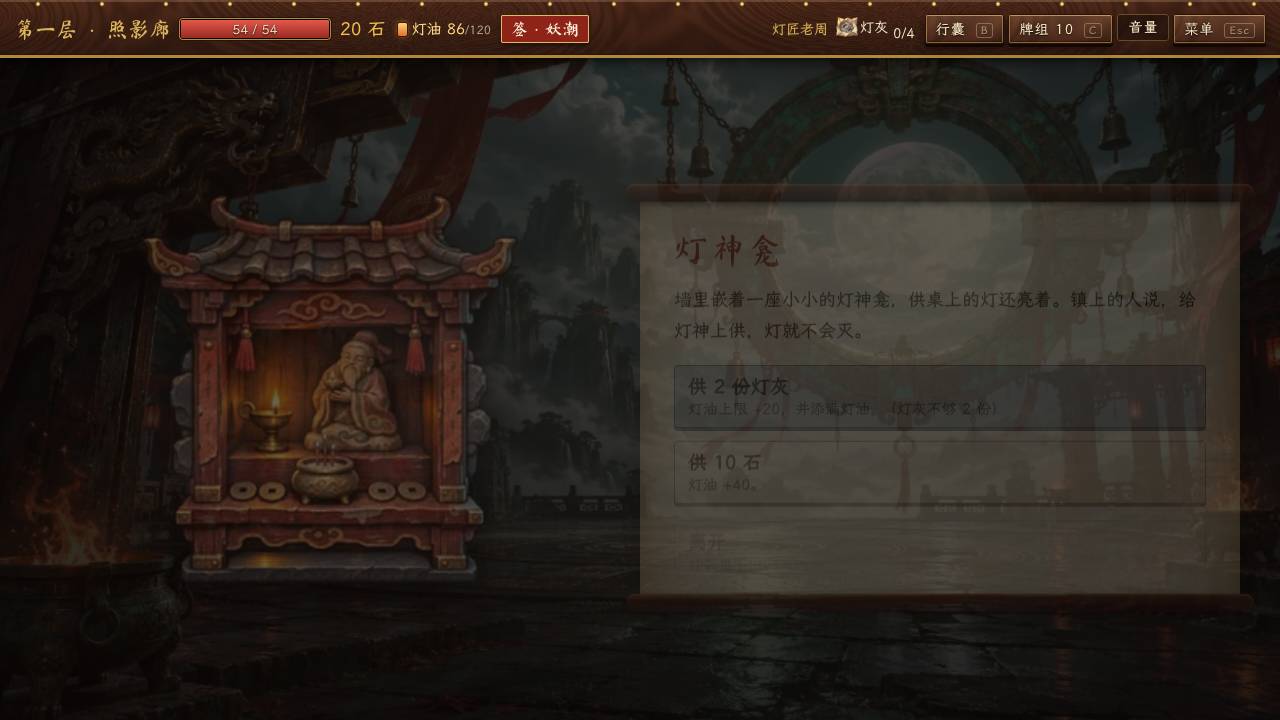 第一层 · 照影廊 54 / 54 20 石 灯油 86/120 签 · 妖潮 灯匠老周 灯灰 0/4 行囊 B 牌组 10 C 音量 菜单 Esc
灯神龛
墙里嵌着一座小小的灯神龛，供桌上的灯还亮着。镇上的人说，给
灯神上供，灯就不会灭。
供 2 份灯灰
灯油上限 +20，并添满灯油。（灯灰不够 2 份）
供 10 石
灯油 +40。
离开